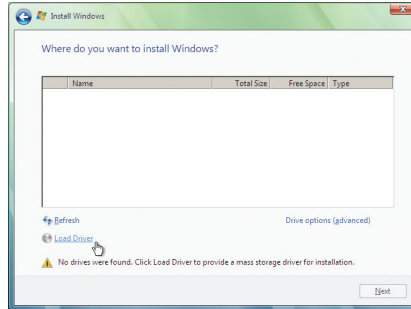 Install Windows
Where do you want to install Windows?
Name Total Size Free Space Type
Refresh Drive options (advanced)
Load Driver
No drives were found. Click Load Driver to provide a mass storage driver for installation.
Next